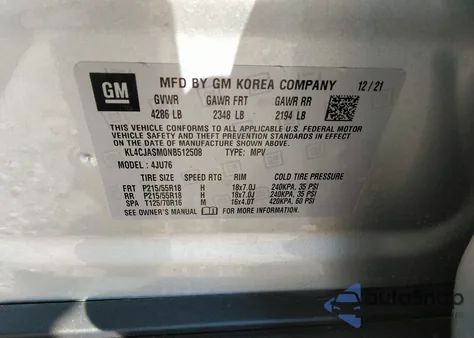 GM
MFD BY GM KOREA COMPANY 12/21
GVWR GAWR FRT GAWR RR
4286 LB 2348 LB 2194 LB
THIS VEHICLE CONFORMS TO ALL APPLICABLE U.S. FEDERAL MOTOR
VEHICLE SAFETY, BUMPER, AND THEFT PREVENTION STANDARDS IN
EFFECT ON THE DATE OF MANUFACTURE SHOWN ABOVE.
KL4CJASM0NB512508 TYPE: MPV
MODEL : 4JU76
TIRE SIZE SPEED RTG RIM COLD TIRE PRESSURE
FRT P215/55R18 H 18x7.0J 240KPA, 35 PSI
RR P215/55R18 H 18x7.0J 240KPA, 35 PSI
SPA T125/70R16 M 16x4.0T 420KPA, 60 PSI
SEE OWNER'S MANUAL FOR MORE INFORMATION.
autoSnap